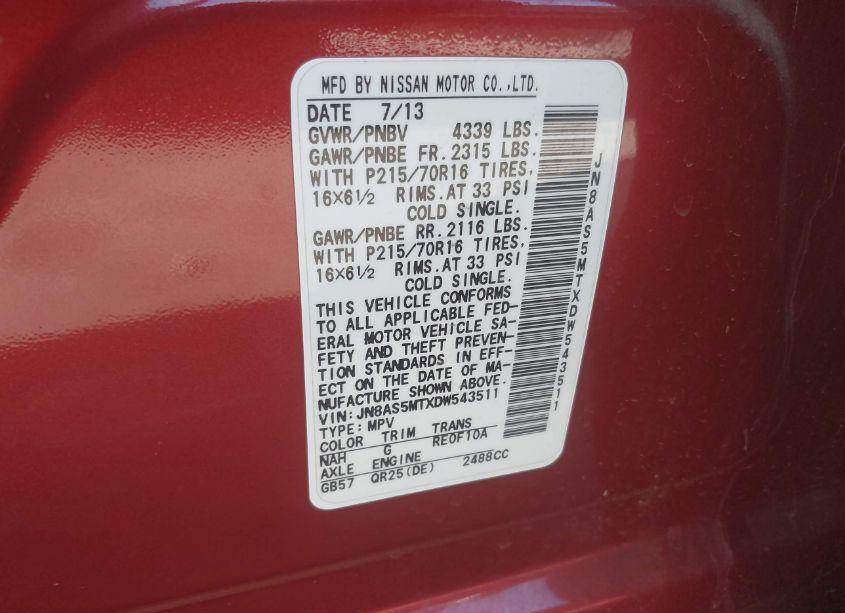 MFD BY NISSAN MOTOR CO.,LTD.
DATE 7/13
GVWR/PNBV 4339 LBS.
GAWR/PNBE FR. 2315 LBS.
WITH P215/70R16 TIRES,
16X6½ RIMS. AT 33 PSI
COLD SINGLE.
GAWR/PNBE RR. 2116 LBS.
WITH P215/70R16 TIRES,
16X6½ RIMS. AT 33 PSI
COLD SINGLE.
THIS VEHICLE CONFORMS
TO ALL APPLICABLE FED-
ERAL MOTOR VEHICLE SA-
FETY AND THEFT PREVEN-
TION STANDARDS IN EFF-
ECT ON THE DATE OF MA-
NUFACTURE SHOWN ABOVE.
VIN: JN8AS5MTXDW543511
TYPE: MPV
COLOR TRIM TRANS
NAH G RE0F10A
AXLE ENGINE
GB57 QR25(DE) 2488CC
JN8AS5MTXDW543511